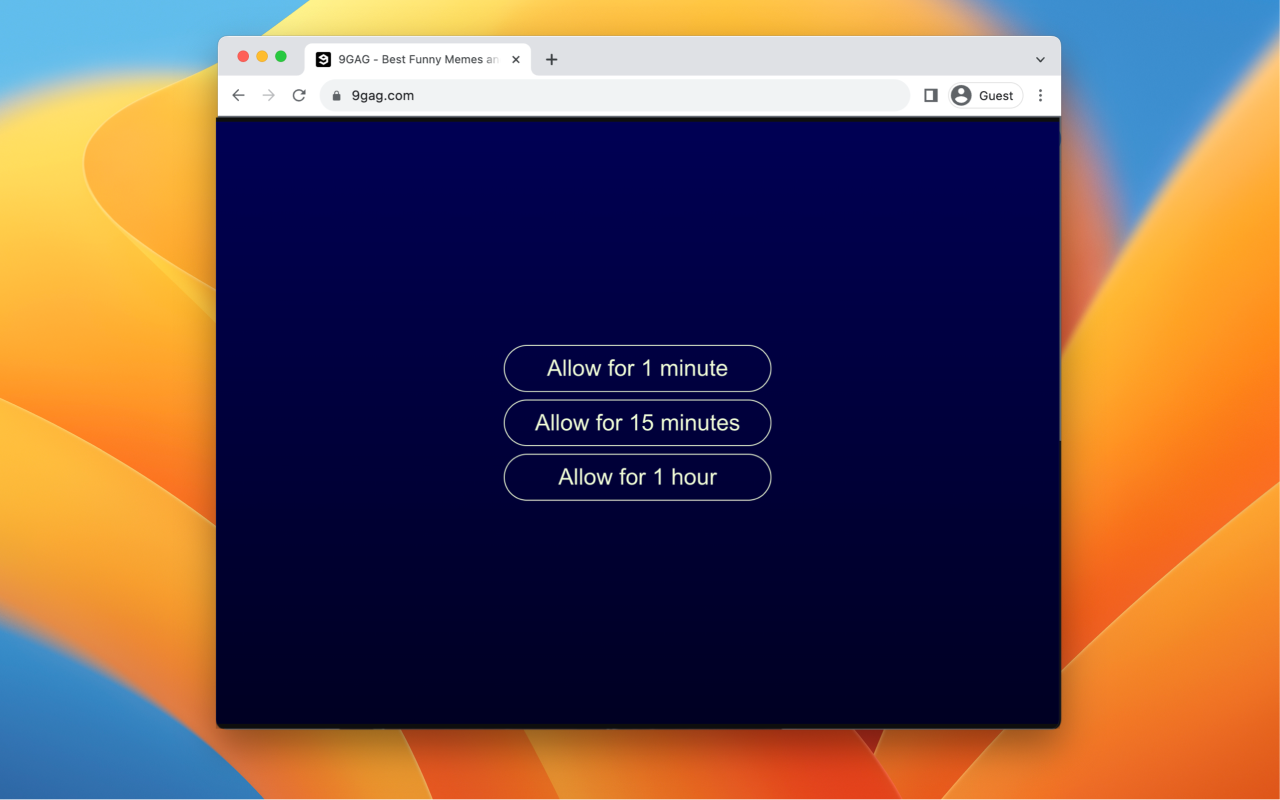 9GAG - Best Funny Memes an
9gag.com
Guest
Allow for 1 minute
Allow for 15 minutes
Allow for 1 hour